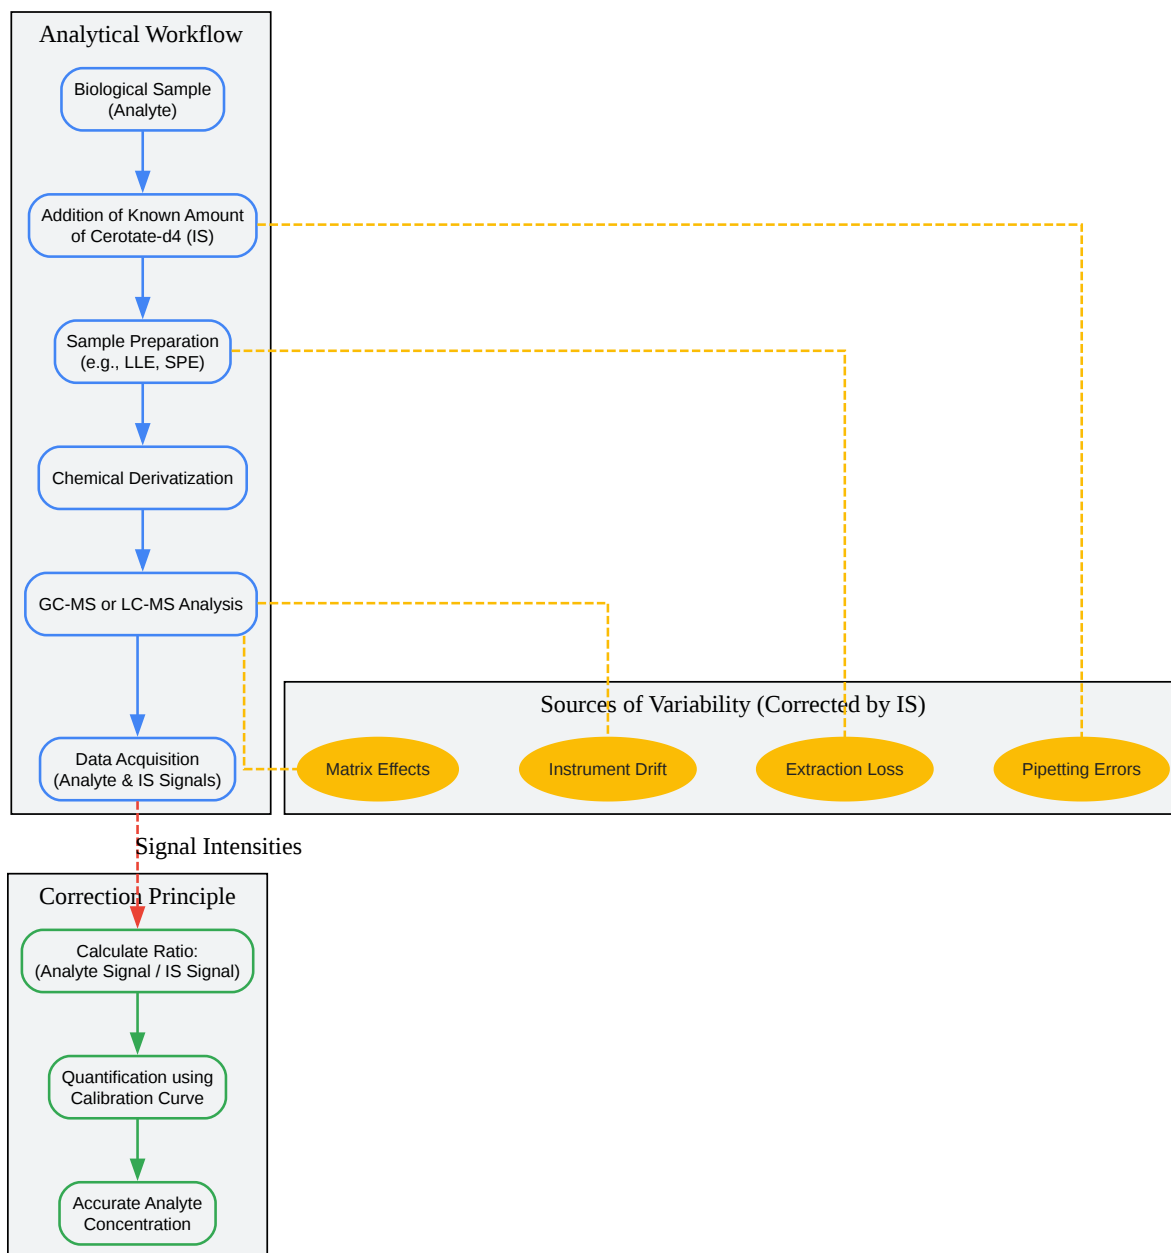 Analytical Workflow
Biological Sample
(Analyte)
Addition of Known Amount
of Cerotate-d4 (IS)
Sample Preparation
(e.g., LLE, SPE)
Chemical Derivatization
GC-MS or LC-MS Analysis
Data Acquisition
(Analyte & IS Signals)
Sources of Variability (Corrected by IS)
Matrix Effects
Instrument Drift
Extraction Loss
Pipetting Errors
Signal Intensities
Correction Principle
Calculate Ratio:
(Analyte Signal / IS Signal)
Quantification using
Calibration Curve
Accurate Analyte
Concentration